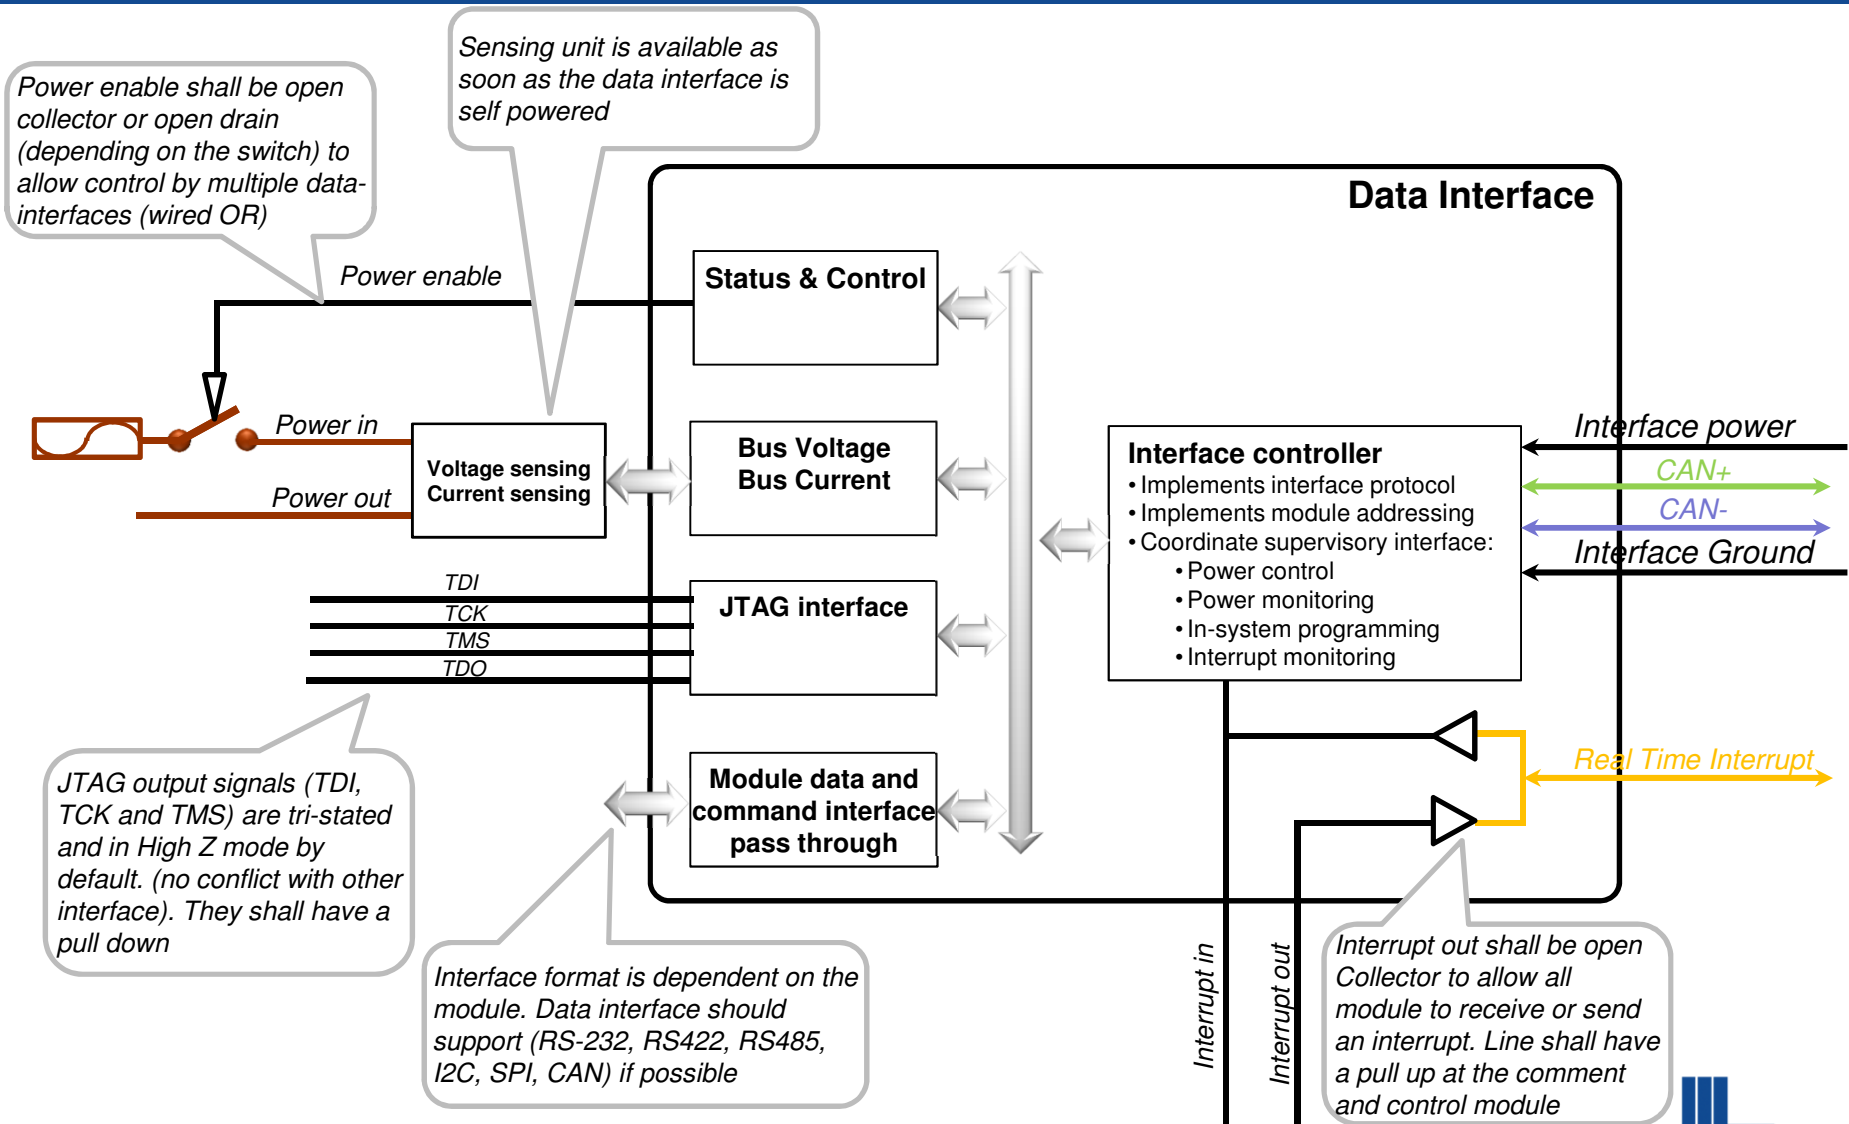 Sensing unit is available as
soon as the data interface is
self powered
Power enable shall be open
collector or open drain
(depending on the switch) to
allow control by multiple data-
interfaces (wired OR)
Data Interface
Power enable
Status & Control
Power in
Power out
Voltage sensing
Current sensing
Bus Voltage
Bus Current
Interface controller
• Implements interface protocol
• Implements module addressing
• Coordinate supervisory interface:
• Power control
• Power monitoring
• In-system programming
• Interrupt monitoring
Interface power
CAN+
CAN-
Interface Ground
TDI
TCK
TMS
TDO
JTAG interface
Real Time Interrupt
Module data and
command interface
pass through
JTAG output signals (TDI,
TCK and TMS) are tri-stated
and in High Z mode by
default. (no conflict with other
interface). They shall have a
pull down
Interface format is dependent on the
module. Data interface should
support (RS-232, RS422, RS485,
I2C, SPI, CAN) if possible
Interrupt in
Interrupt out
Interrupt out shall be open
Collector to allow all
module to receive or send
an interrupt. Line shall have
a pull up at the comment
and control module